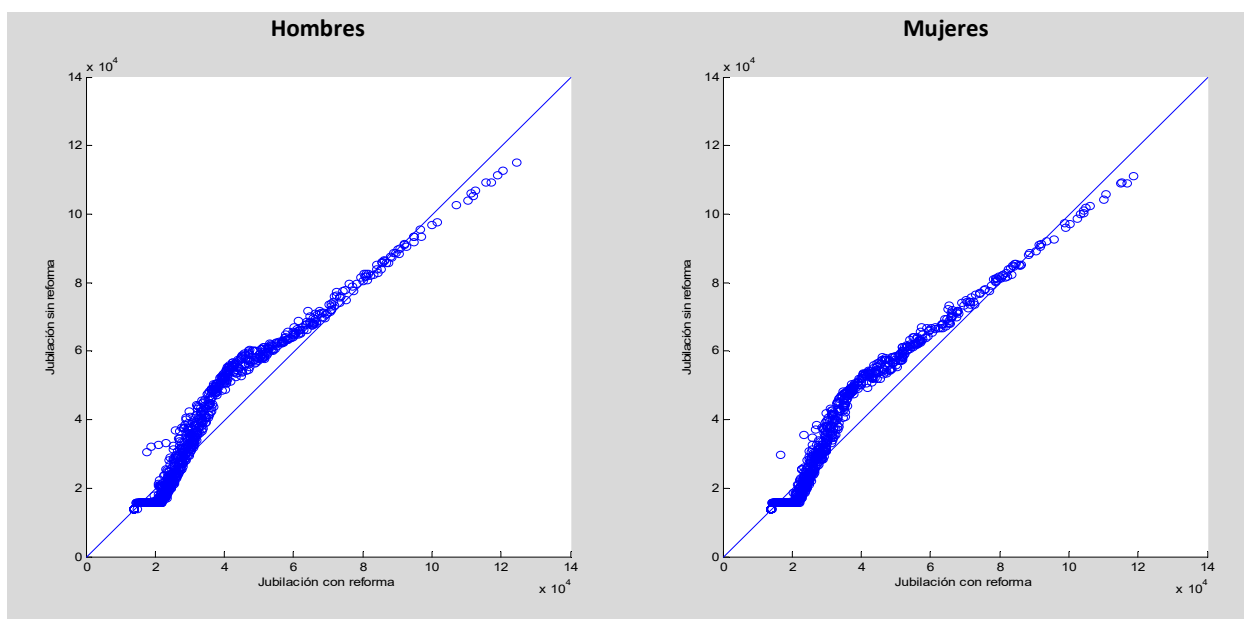 Hombres
x 10^4
14
12
10
8
6
4
2
0
Jubilación sin reforma
0 2 4 6 8 10 12 14
Jubilación con reforma
x 10^4
Mujeres
x 10^4
14
12
10
8
6
4
2
0
Jubilación sin reforma
0 2 4 6 8 10 12 14
Jubilación con reforma
x 10^4